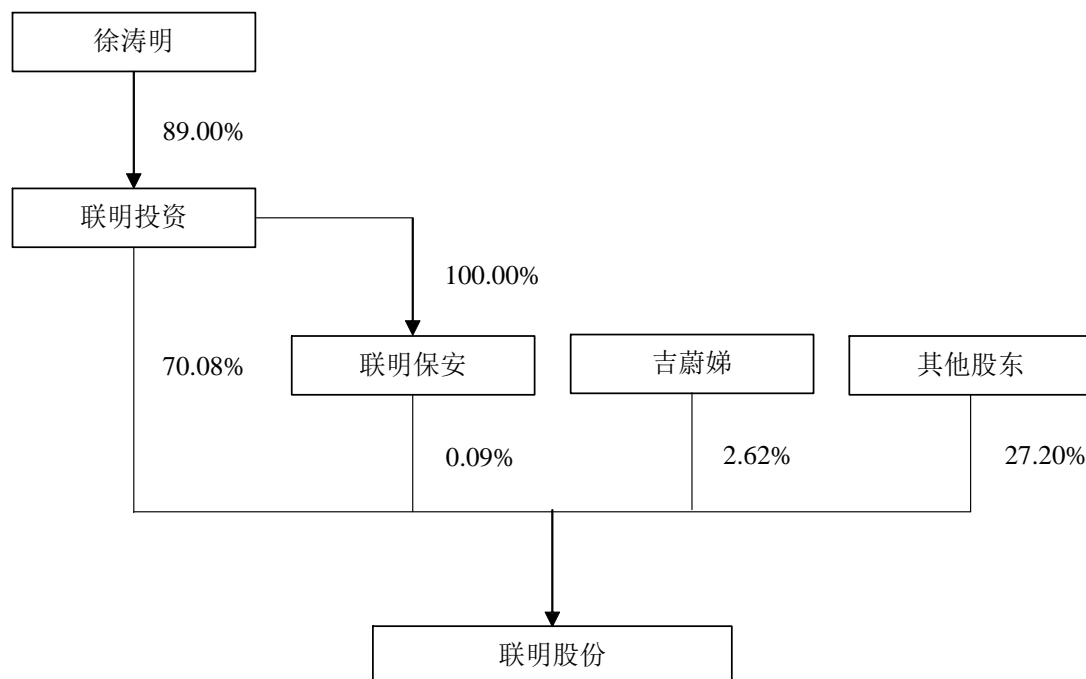 徐涛明
89.00%
联明投资
100.00%
70.08%
联明保安
吉蔚娣
其他股东
0.09%
2.62%
27.20%
联明股份